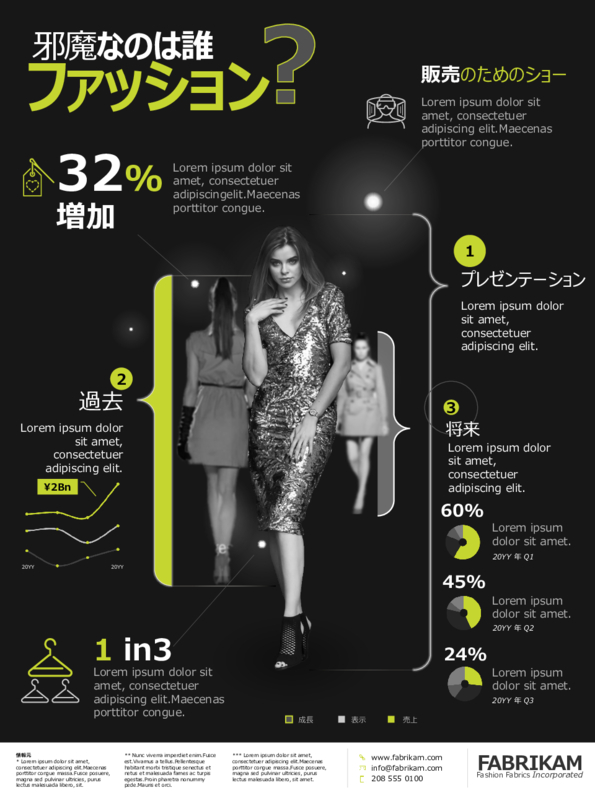 邪魔なのは誰
ファッション?
販売のためのショー
Lorem ipsum dolor sit
amet, consectetuer
adipiscing elit.Maecenas
porttitor congue.
32%
増加
Lorem ipsum dolor sit
amet, consectetuer
adipiscingelit.Maecenas
porttitor congue.
1
プレゼンテーション
Lorem ipsum dolor
sit amet,
consectetuer
adipiscing elit.
2
過去
Lorem ipsum dolor
sit amet,
consectetuer
adipiscing elit.
¥2Bn
20YY
20YY
3
将来
Lorem ipsum dolor
sit amet,
consectetuer
adipiscing elit.
60%
Lorem ipsum
dolor sit amet.
20YY 年 Q1
45%
Lorem ipsum
dolor sit amet.
20YY 年 Q2
24%
Lorem ipsum
dolor sit amet.
20YY 年 Q3
1 in3
Lorem ipsum dolor sit
amet, consectetuer
adipiscing elit.Maecenas
porttitor congue.
成長
表示
売上
情報元
* Lorem ipsum dolor sit amet,
consectetuer adipiscing elit.Maecenas
porttitor congue massa.Fusce posuere,
magna sed pulvinar ultricies, purus
lectus malesuada libero, sit.
** Nunc viverra imperdiet enim.Fusce
est.Vivamus a tellus.Pellentesque
habitant morbi tristique senectus et
netus et malesuada fames ac turpis
egestas.Proin pharetra nonummy
pede.Mauris et orci.
*** Lorem ipsum dolor sit amet,
consectetuer adipiscing elit.Maecenas
porttitor congue massa.Fusce posuere,
magna sed pulvinar ultricies, purus
lectus malesuada libero, sit amet.
www.fabrikam.com
info@fabrikam.com
208 555 0100
FABRIKAM
Fashion Fabrics Incorporated